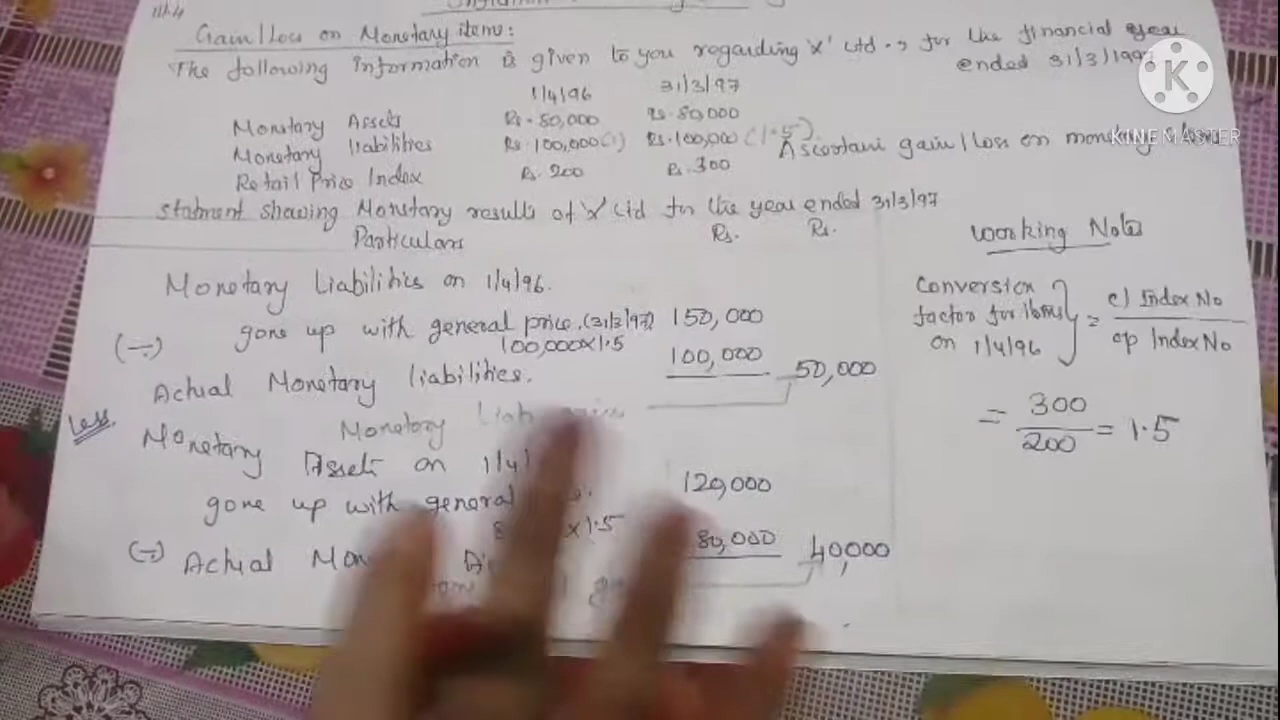 Gain/Loss on Monetary items:
The following information is given to you regarding 'X' Ltd., for the financial year
ended 31/3/1997
1/4/96 31/3/97
Monetary Assets Rs. 80,000 Rs. 80,000
Monetary liabilities Rs. 100,000 (1) Rs. 100,000 (1.5)
Ascertain gain/loss on monetary
Retail Price Index Rs. 200 Rs. 300
K
KINEMASTER
statment showing Monetary results of 'X' Ltd for the year ended 31/3/97
Particulars Rs. Rs.
Monetary Liabilities on 1/4/96.
gone up with general price. (31/3/97) 150,000
100,000x1.5
(-) Actual Monetary liabilities. 100,000 50,000
Monetary
Less Monetary Assets on 1/4
gone up with general 120,000
x1.5
(-) Actual 80,000 40,000
Working Notes
Conversion
factor for items
on 1/4/96
= cl Index No
op Index No
= 300
200 = 1.5